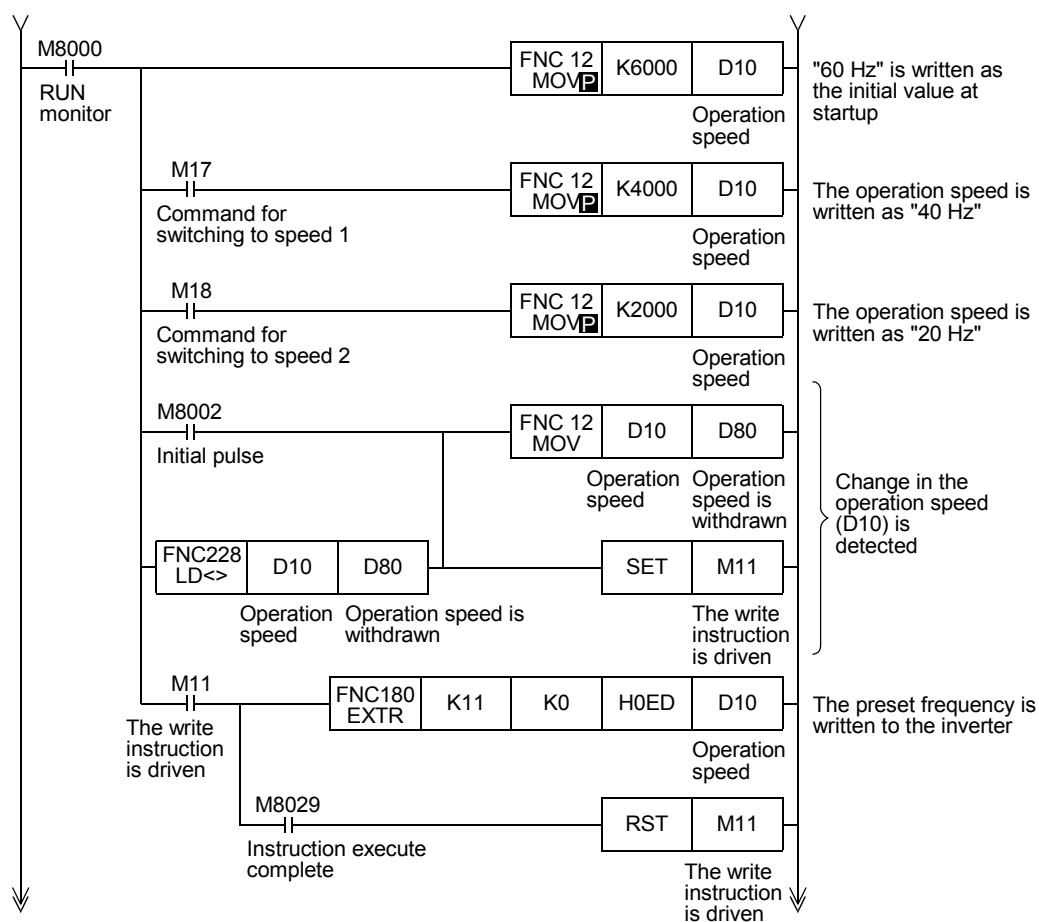 M8000
RUN
monitor
FNC 12
MOVP
K6000
D10
Operation
speed
"60 Hz" is written as
the initial value at
startup
M17
Command for
switching to speed 1
FNC 12
MOVP
K4000
D10
Operation
speed
The operation speed is
written as "40 Hz"
M18
Command for
switching to speed 2
FNC 12
MOVP
K2000
D10
Operation
speed
The operation speed is
written as "20 Hz"
M8002
Initial pulse
FNC 12
MOV
D10
D80
Operation
speed
Operation
speed is
withdrawn
Change in the
operation speed
(D10) is
detected
FNC228
LD<>
D10
D80
Operation
speed
Operation speed is
withdrawn
SET
M11
The write
instruction
is driven
M11
The write
instruction
is driven
FNC180
EXTR
K11
K0
H0ED
D10
Operation
speed
The preset frequency is
written to the inverter
M8029
Instruction execute
complete
RST
M11
The write
instruction
is driven